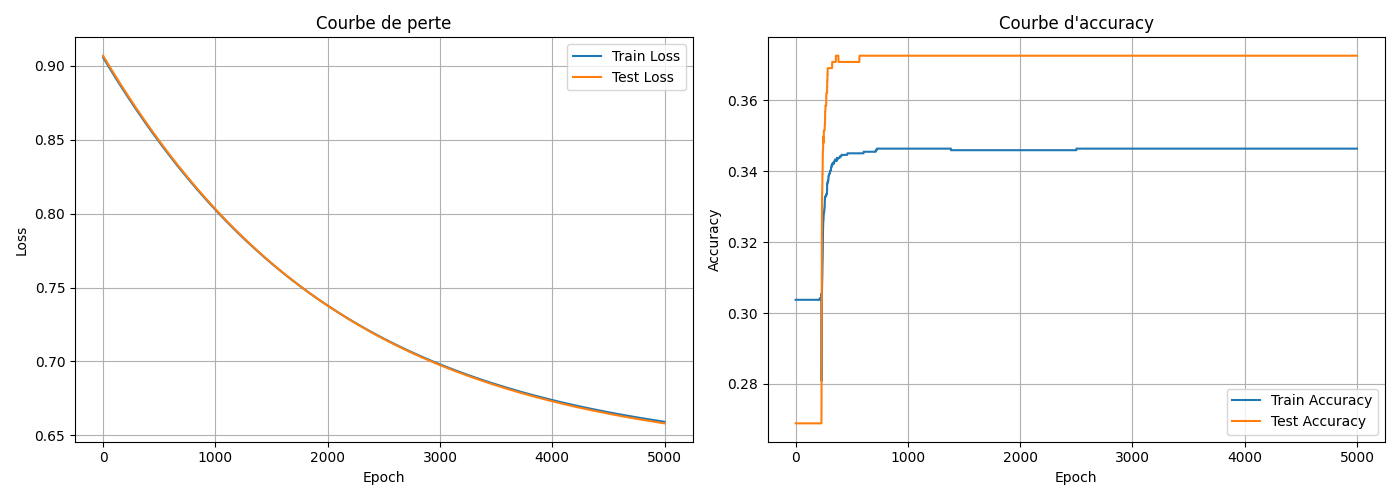 Courbe de perte
Train Loss
Test Loss
0.90
0.85
0.80
0.75
0.70
0.65
Loss
0
1000
2000
3000
4000
5000
Epoch
Courbe d'accuracy
0.36
0.34
0.32
0.30
0.28
Accuracy
Train Accuracy
Test Accuracy
0
1000
2000
3000
4000
5000
Epoch